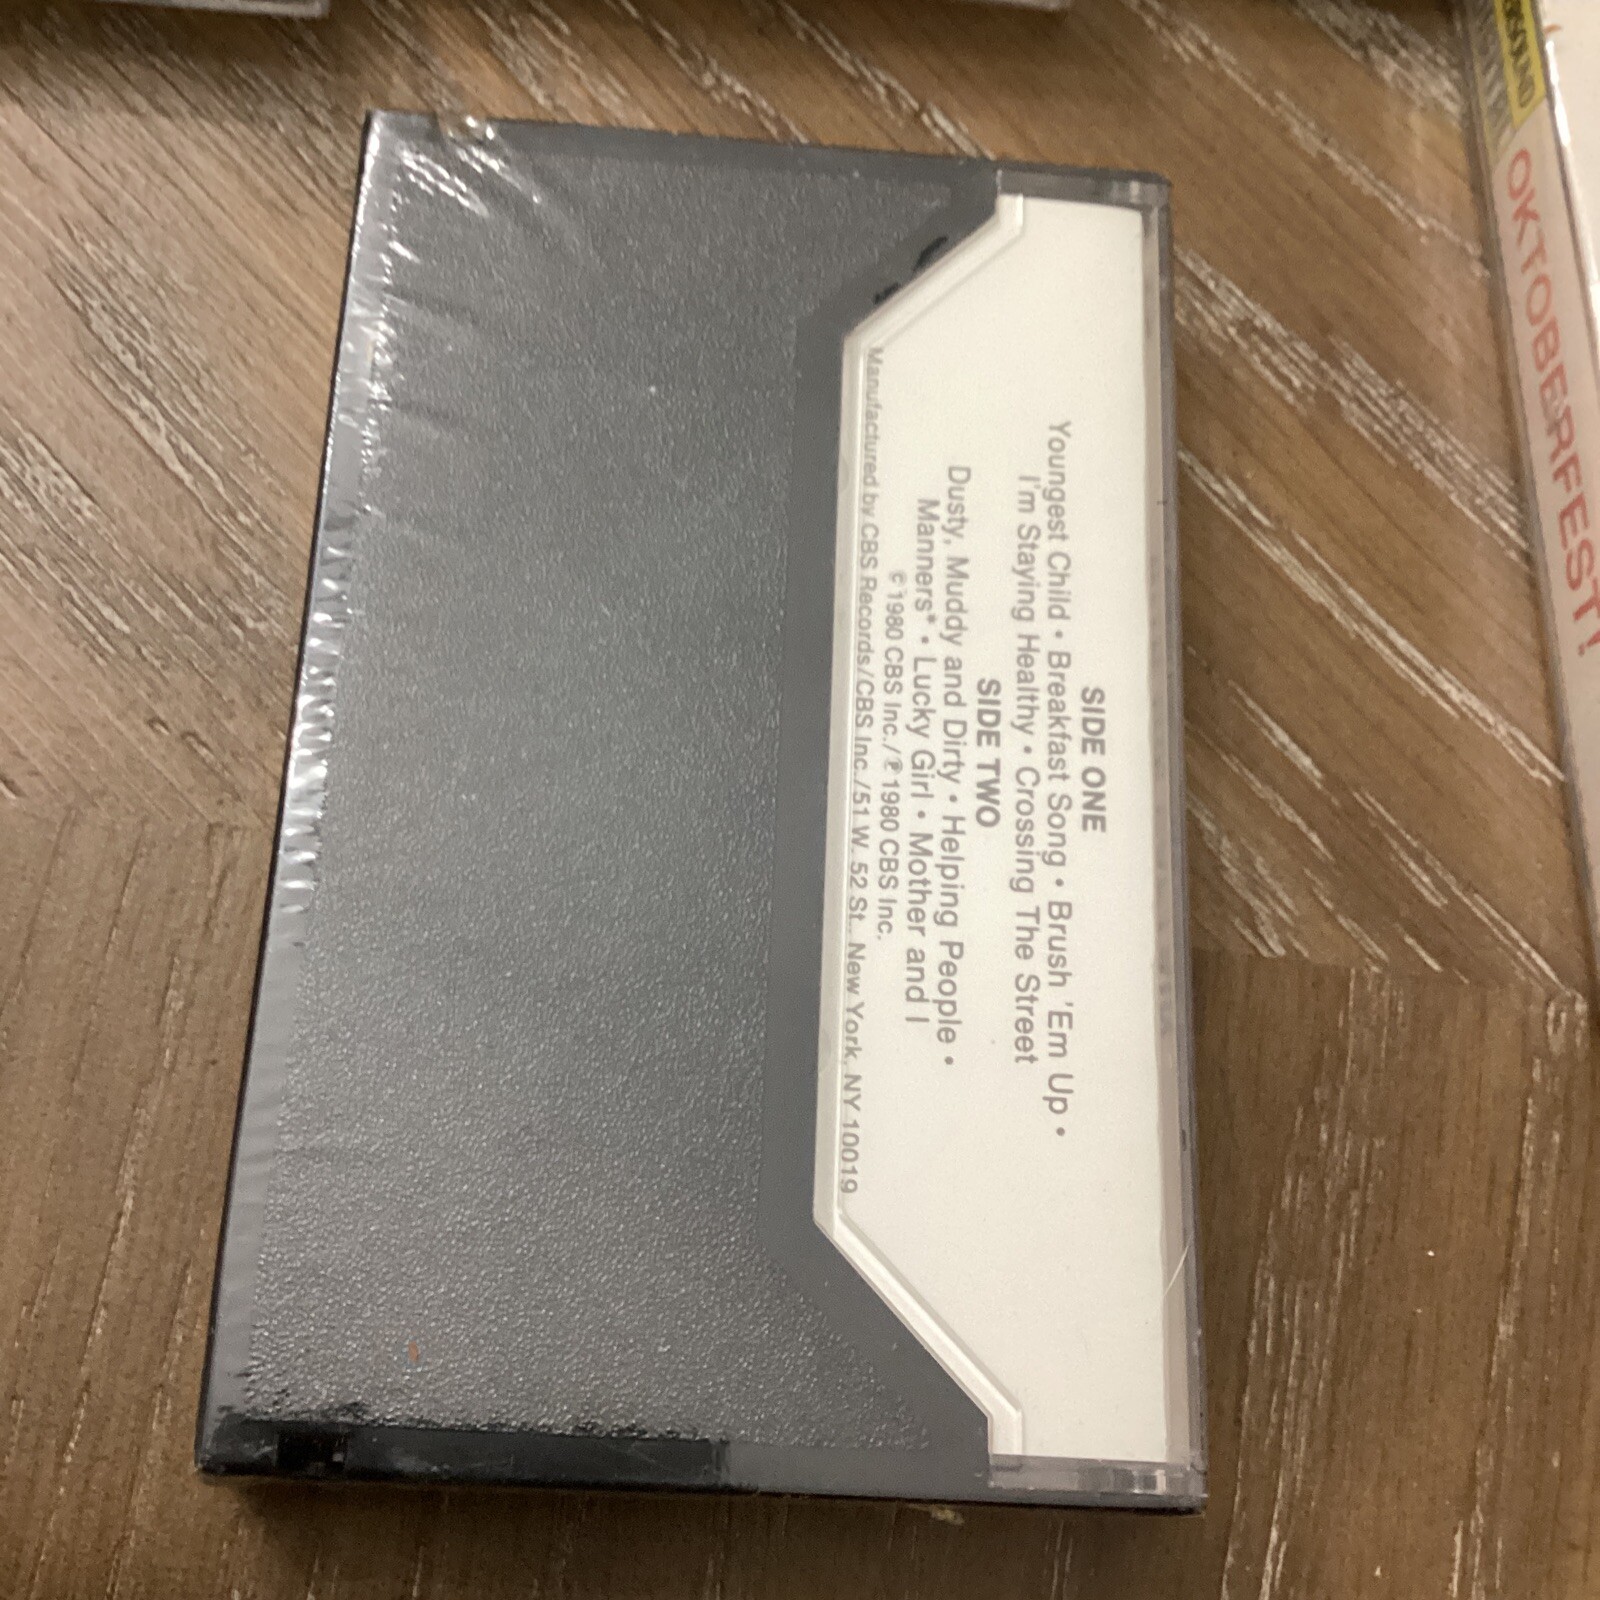 SIDE ONE
Youngest Child • Breakfast Song • Brush 'Em Up •
I'm Staying Healthy • Crossing The Street
SIDE TWO
Dusty, Muddy and Dirty • Helping People •
Manners* • Lucky Girl • Mother and I
© 1980 CBS Inc./℗ 1980 CBS Inc.
Manufactured by CBS Records/CBS Inc./51 W. 52 St., New York, NY 10019
OKTOBERFEST!